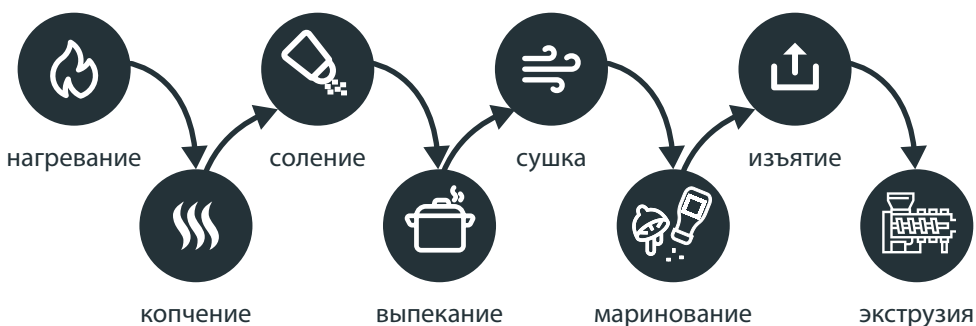 нагревание
соление
сушка
изъятие
копчение
выпекание
маринование
экструзия